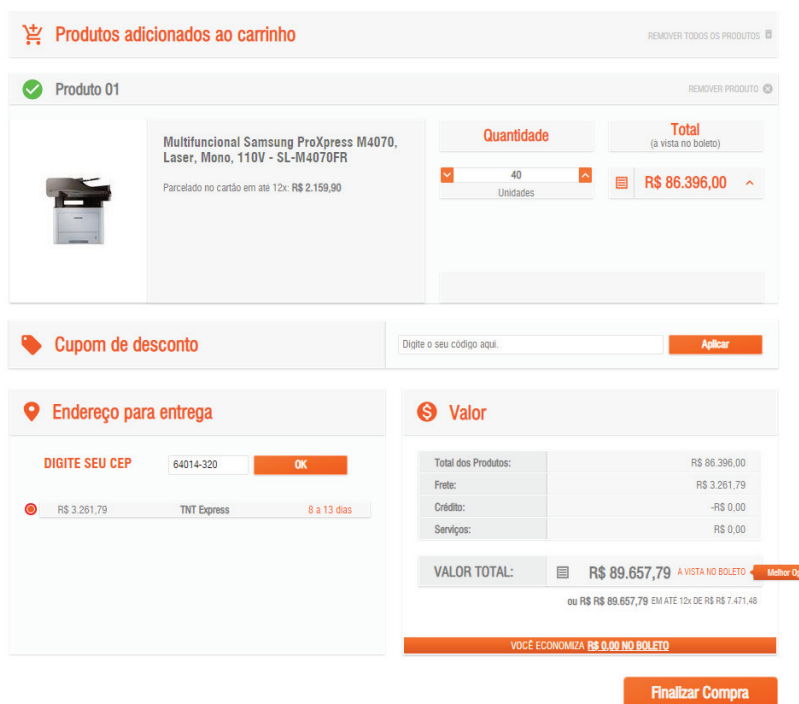 Produtos adicionados ao carrinho
REMOVER TODOS OS PRODUTOS
Produto 01
REMOVER PRODUTO
Multifuncional Samsung ProXpress M4070,
Laser, Mono, 110V - SL-M4070FR
Parcelado no cartão em até 12x: R$ 2.159,90
Quantidade
40
Unidades
Total
(à vista no boleto)
R$ 86.396,00
Cupom de desconto
Digite o seu código aqui.
Aplicar
Endereço para entrega
DIGITE SEU CEP
64014-320
OK
R$ 3.261,79 TNT Express 8 a 13 dias
Valor
Total dos Produtos: R$ 86.396,00
Frete: R$ 3.261,79
Crédito: -R$ 0,00
Serviços: R$ 0,00
VALOR TOTAL: R$ 89.657,79 A VISTA NO BOLETO Melhor Op
ou R$ R$ 89.657,79 EM ATÉ 12x DE R$ R$ 7.471,48
VOCÊ ECONOMIZA R$ 0,00 NO BOLETO
Finalizar Compra